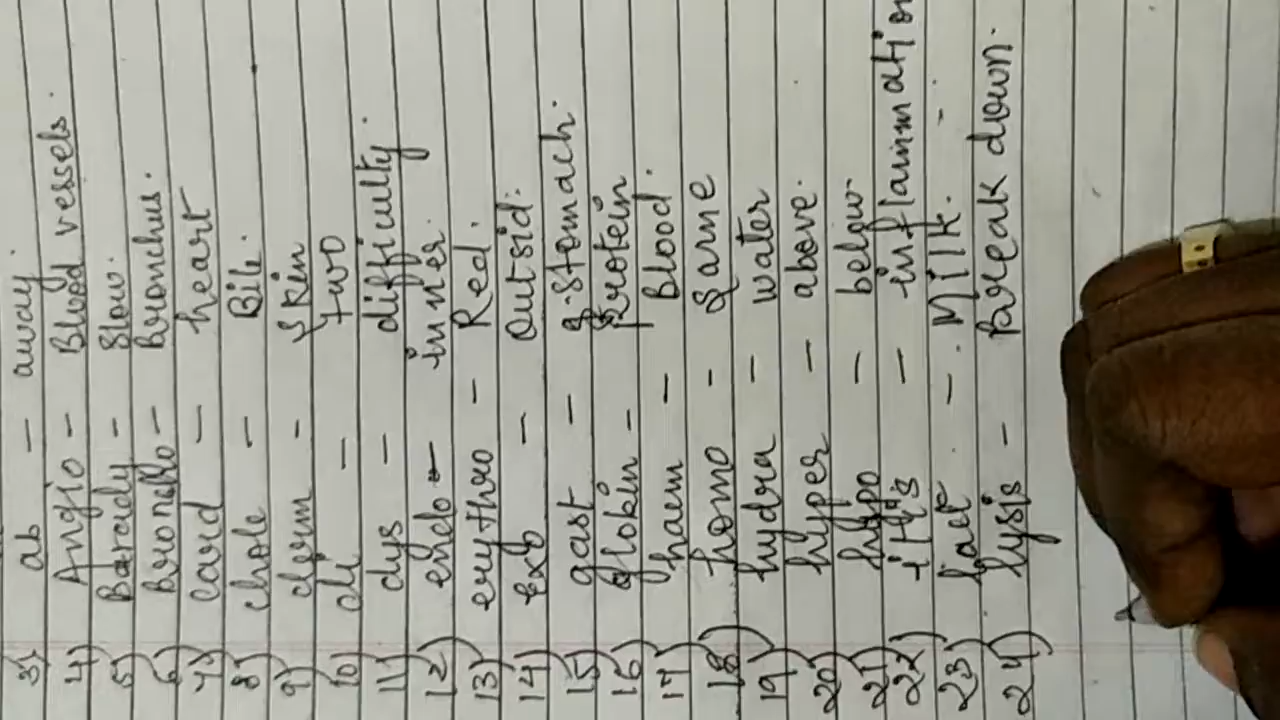 3) ab - away.
4) Angio - Blood vessels.
5) Baraidy - Slow.
6) Broncho - Bronchus.
7) Card - heart
8) chole - Bile.
9) derm - skin
10) di - two
11) dys - difficulty.
12) endo - inner.
13) erythro - Red.
14) Exo - Outsid.
15) gast - Stomach.
16) globin - Protein
17) haem - Blood.
18) homo - Same
19) hydra - water
20) hyper - above.
21) hypo - below.
22) itis - inflammation
23) lact - Milk.
24) lysis - Break down.